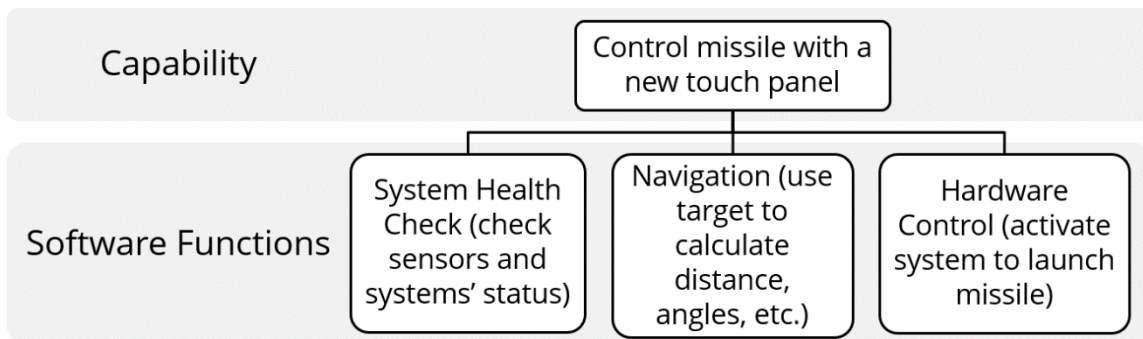 Capability
Control missile with a
new touch panel
Software Functions
System Health
Check (check
sensors and
systems’ status)
Navigation (use
target to
calculate
distance,
angles, etc.)
Hardware
Control (activate
system to launch
missile)